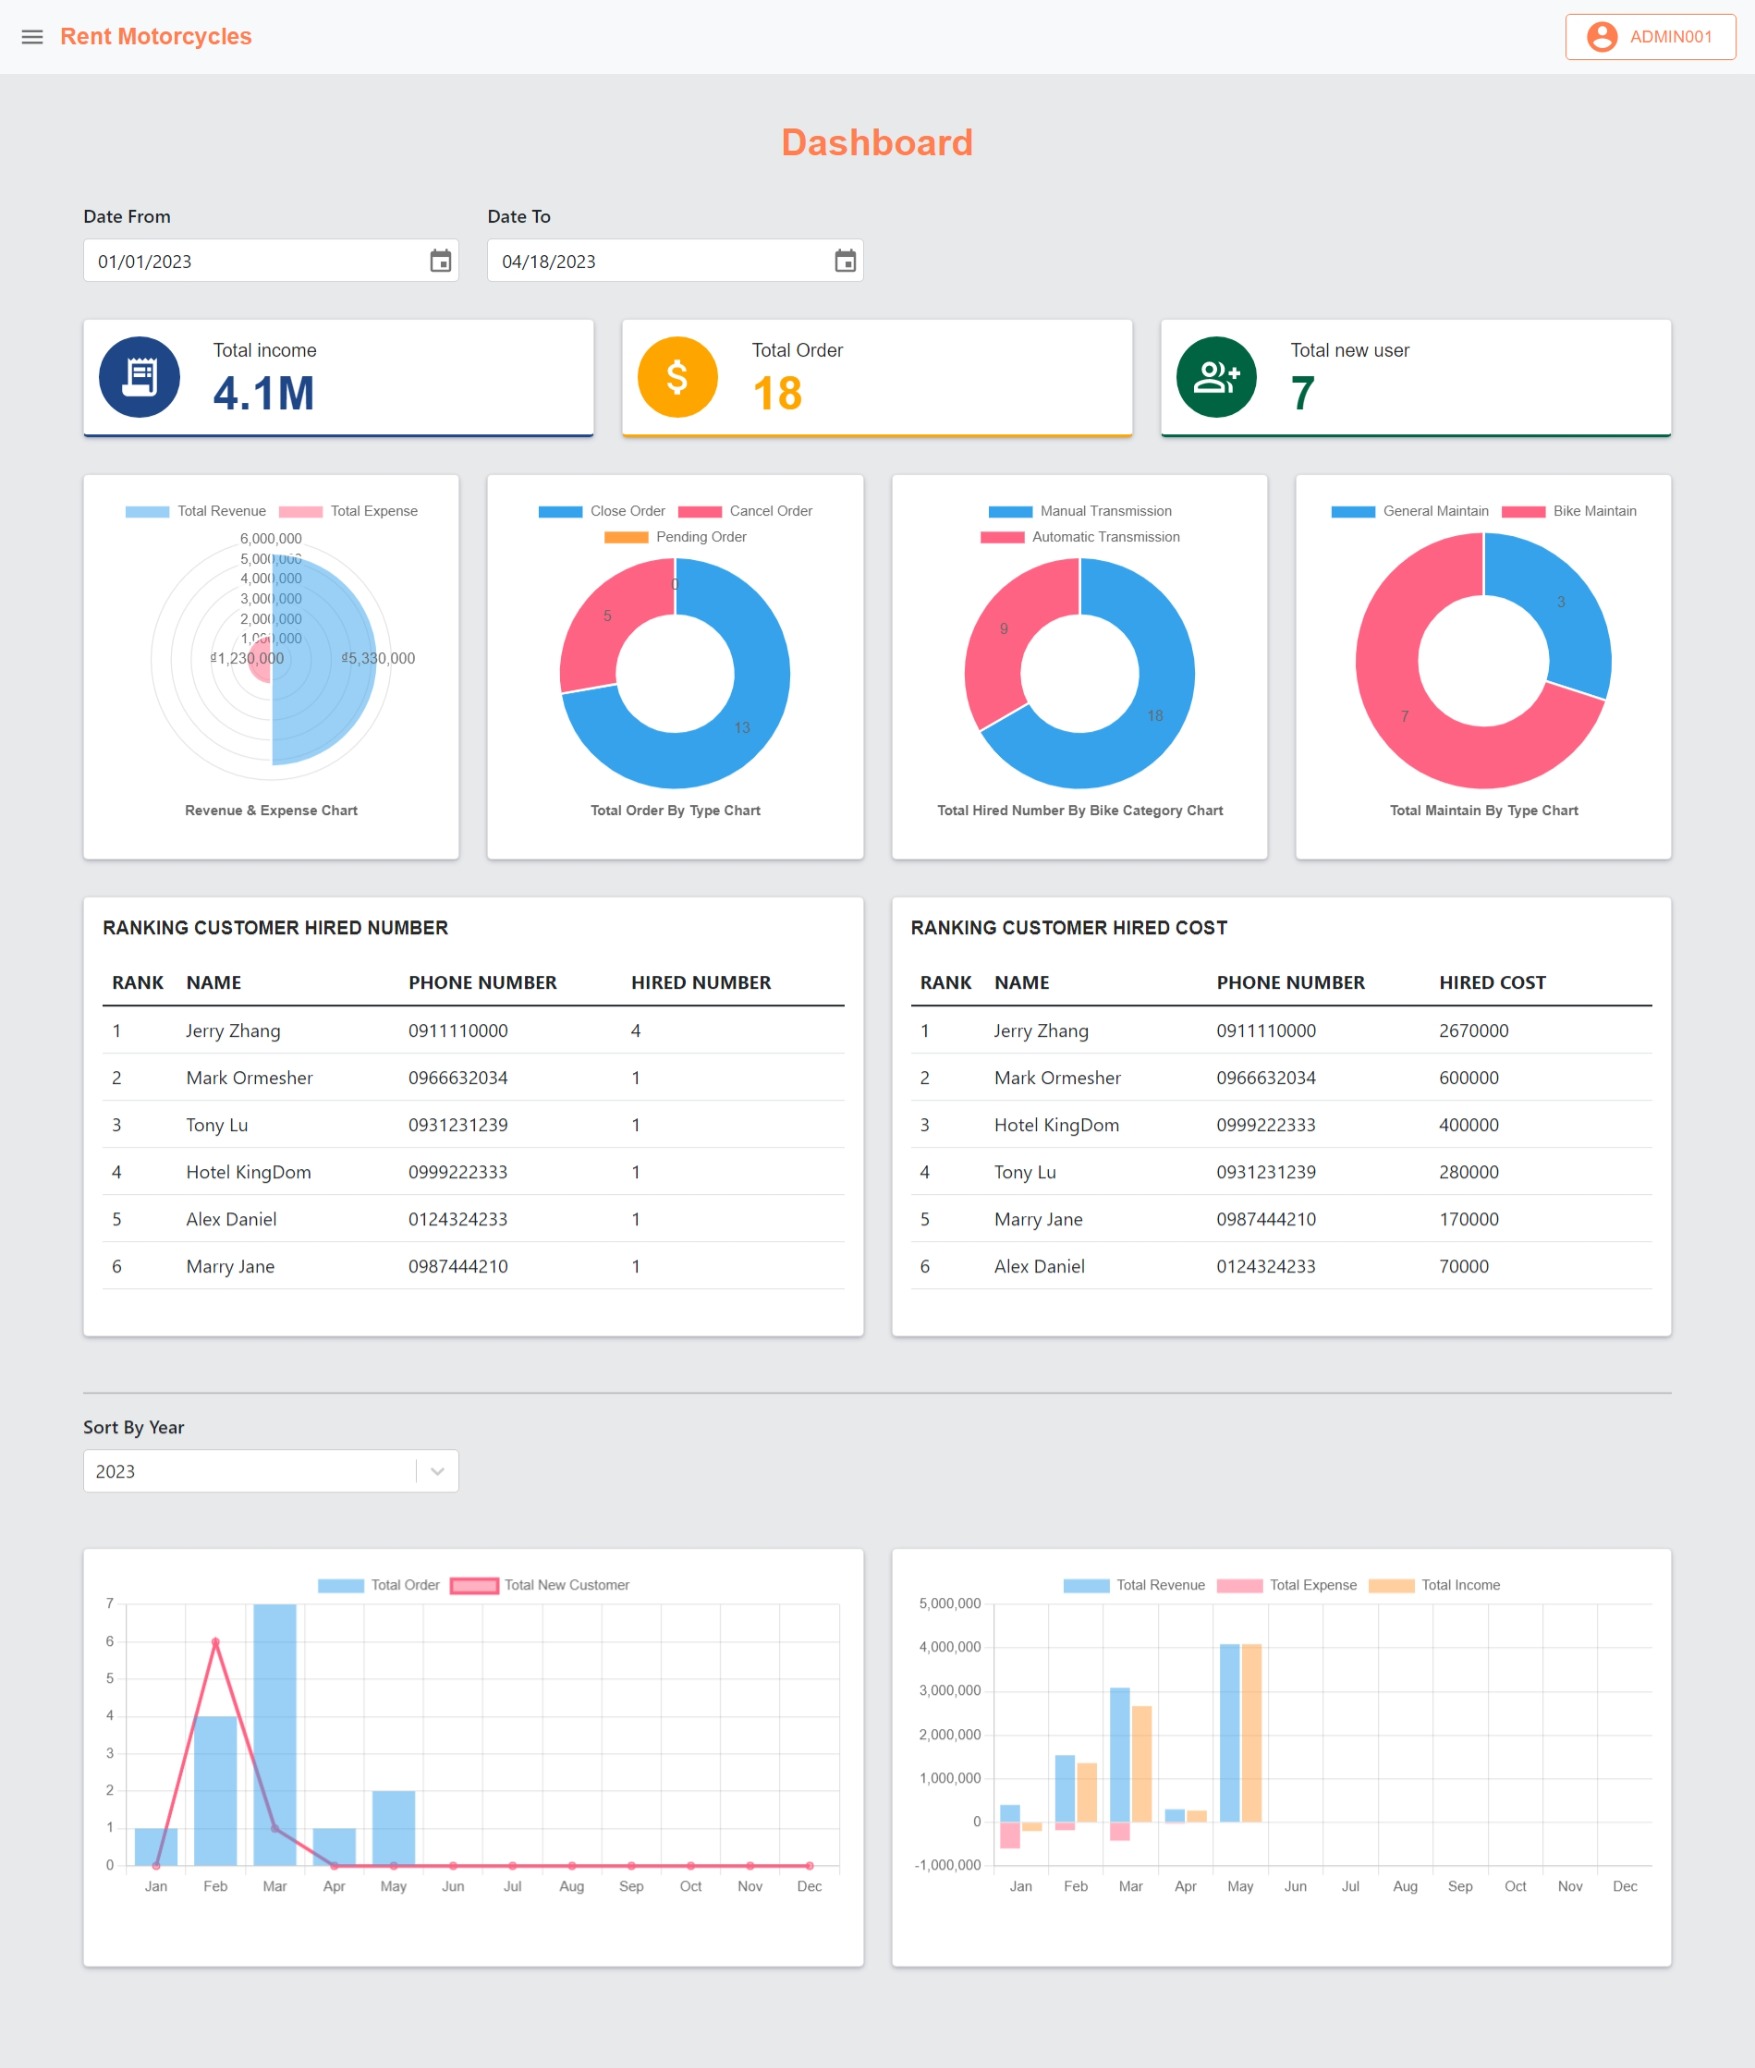 Rent Motorcycles
ADMIN001
Dashboard
Date From
Date To
01/01/2023
04/18/2023
Total income
4.1M
Total Order
18
Total new user
7
Total Revenue Total Expense
6,000,000
5,000,000
4,000,000
3,000,000
2,000,000
1,000,000
₫1,230,000
₫5,330,000
Revenue & Expense Chart
Close Order Cancel Order
Pending Order
0
5
13
Total Order By Type Chart
Manual Transmission
Automatic Transmission
9
18
Total Hired Number By Bike Category Chart
General Maintain Bike Maintain
3
7
Total Maintain By Type Chart
RANKING CUSTOMER HIRED NUMBER
RANK NAME PHONE NUMBER HIRED NUMBER
1 Jerry Zhang 0911110000 4
2 Mark Ormesher 0966632034 1
3 Tony Lu 0931231239 1
4 Hotel KingDom 0999222333 1
5 Alex Daniel 0124324233 1
6 Marry Jane 0987444210 1
RANKING CUSTOMER HIRED COST
RANK NAME PHONE NUMBER HIRED COST
1 Jerry Zhang 0911110000 2670000
2 Mark Ormesher 0966632034 600000
3 Hotel KingDom 0999222333 400000
4 Tony Lu 0931231239 280000
5 Marry Jane 0987444210 170000
6 Alex Daniel 0124324233 70000
Sort By Year
2023
Total Order Total New Customer
7
6
5
4
3
2
1
0
Jan Feb Mar Apr May Jun Jul Aug Sep Oct Nov Dec
Total Revenue Total Expense Total Income
5,000,000
4,000,000
3,000,000
2,000,000
1,000,000
0
-1,000,000
Jan Feb Mar Apr May Jun Jul Aug Sep Oct Nov Dec